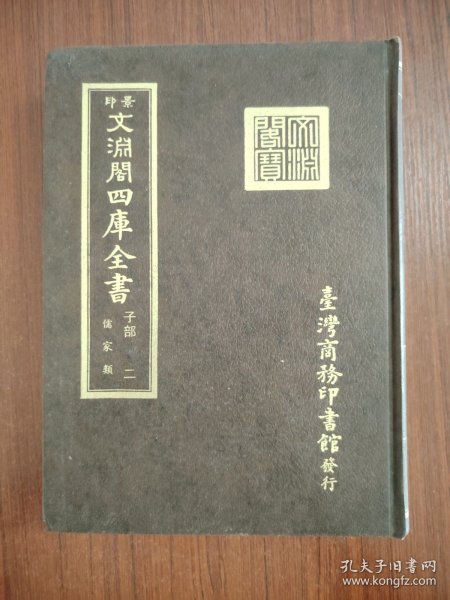 景印
文淵閣四庫全書
子部 二
儒家類
文淵
閣寶
臺灣商務印書館發行
孔夫子旧书网
www.kongfz.com